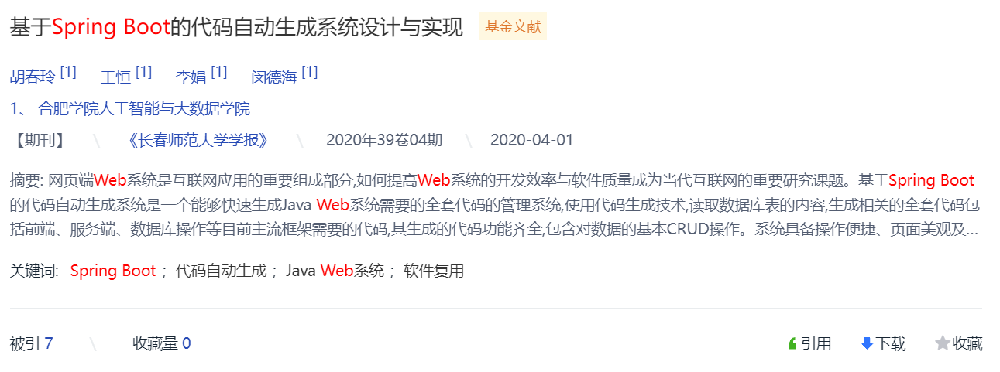 基于Spring Boot的代码自动生成系统设计与实现 基金文献
胡春玲 [1] 王恒 [1] 李娟 [1] 闵德海 [1]
1、 合肥学院人工智能与大数据学院
【期刊】 \ 《长春师范大学学报》 \ 2020年39卷04期 \ 2020-04-01
摘要: 网页端Web系统是互联网应用的重要组成部分,如何提高Web系统的开发效率与软件质量成为当代互联网的重要研究课题。基于Spring Boot
的代码自动生成系统是一个能够快速生成Java Web系统需要的全套代码的管理系统,使用代码生成技术,读取数据库表的内容,生成相关的全套代码包
括前端、服务端、数据库操作等目前主流框架需要的代码,其生成的代码功能齐全,包含对数据的基本CRUD操作。系统具备操作便捷、页面美观及...
关键词: Spring Boot ; 代码自动生成 ; Java Web系统 ; 软件复用
被引 7 \ 收藏量 0 引用 下载 收藏